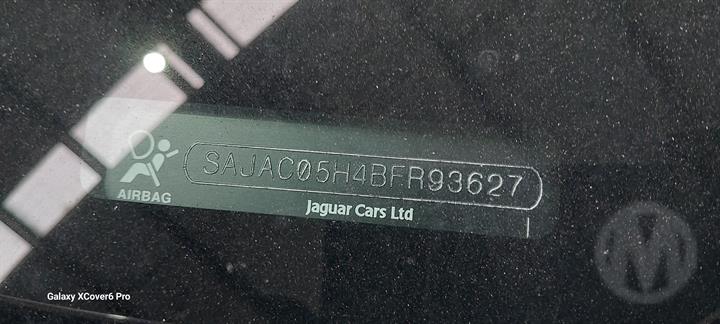 SAJAC05H4BFR93627
AIRBAG
Jaguar Cars Ltd
Galaxy XCover6 Pro
M